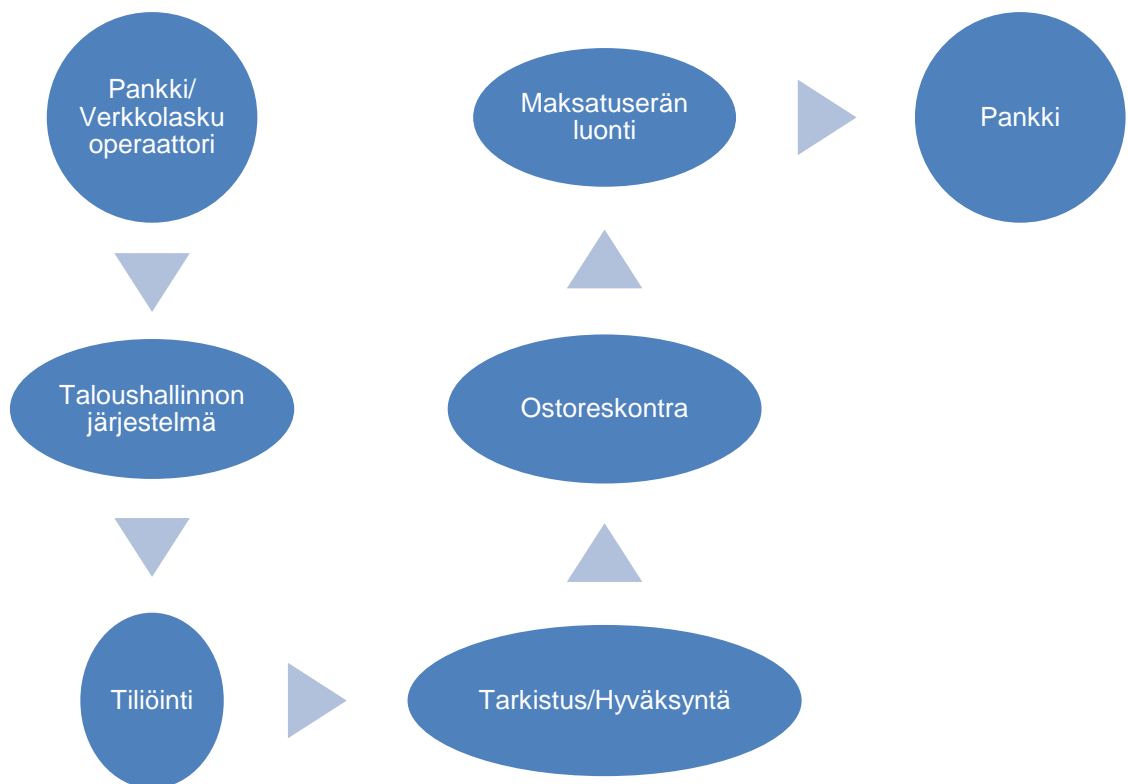 Pankki/
Verkkolasku
operaattori
Taloushallinnon
järjestelmä
Tiliöinti
Tarkistus/Hyväksyntä
Ostoreskontra
Maksatuserän
luonti
Pankki